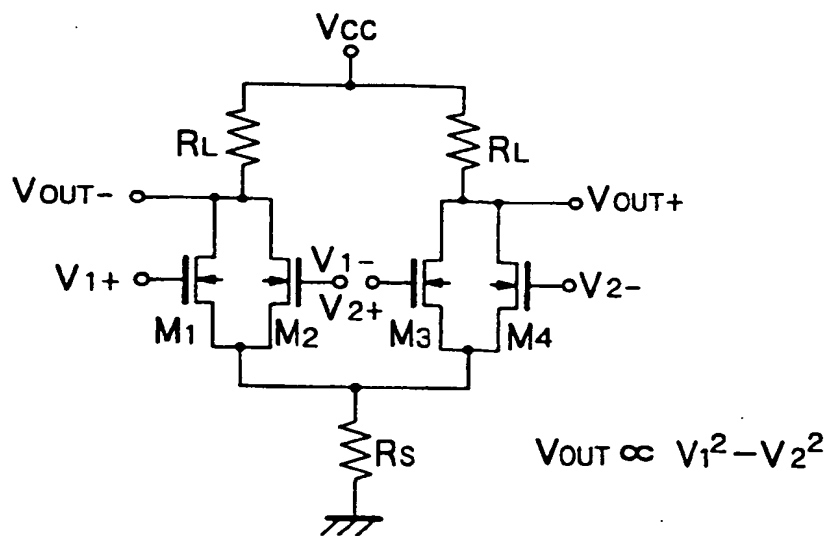 VCC
RL
RL
VOUT-
VOUT+
V1+
V1-
V2+
V2-
M1
M2
M3
M4
RS
VOUT ∝ V1²-V2²